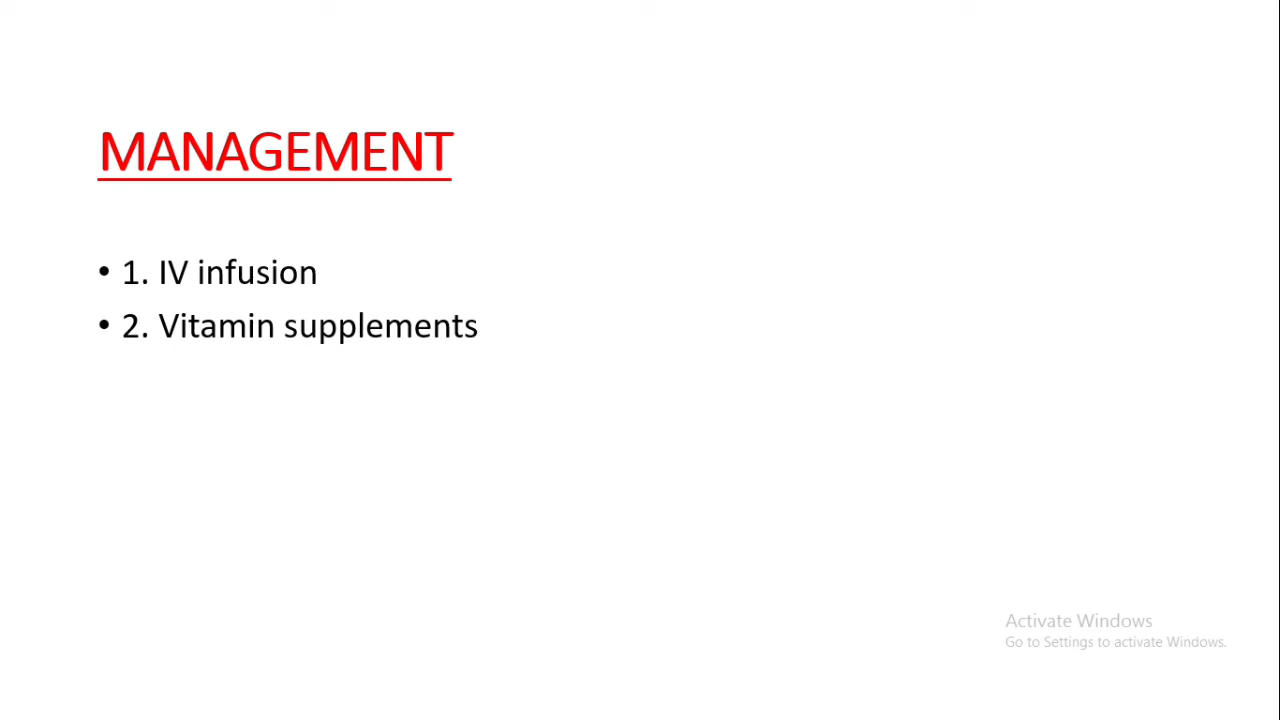 MANAGEMENT
• 1. IV infusion
• 2. Vitamin supplements
Activate Windows
Go to Settings to activate Windows.